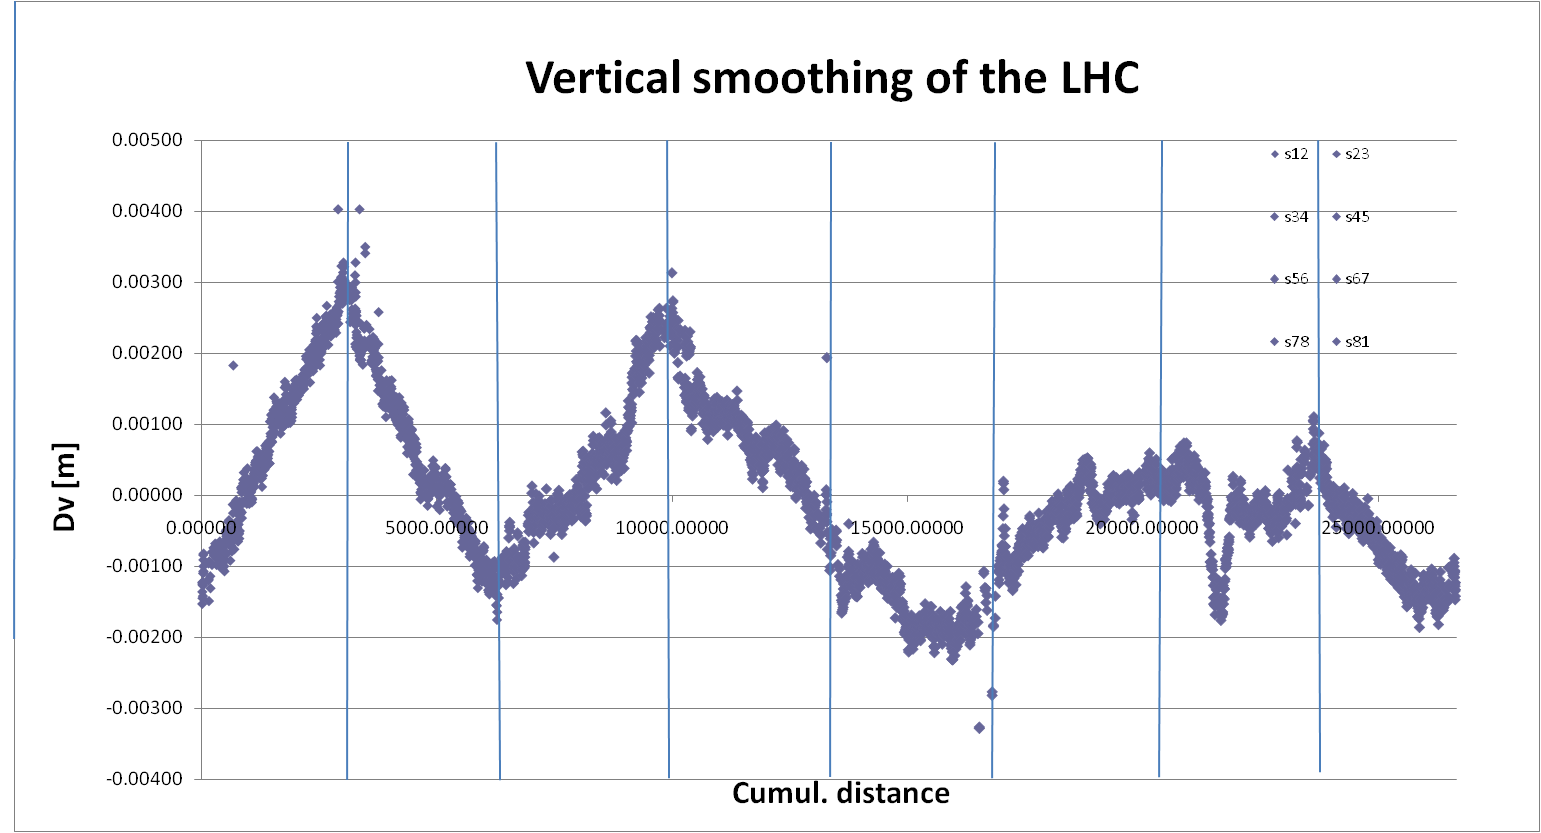 Vertical smoothing of the LHC
0.00500
s12 s23
0.00400
s34 s45
0.00300
s56 s67
s78 s81
0.00200
0.00100
Dv [m]
0.00000
0.00000 5000.00000 10000.00000 15000.00000 20000.00000 25000.00000
-0.00100
-0.00200
-0.00300
-0.00400
Cumul. distance